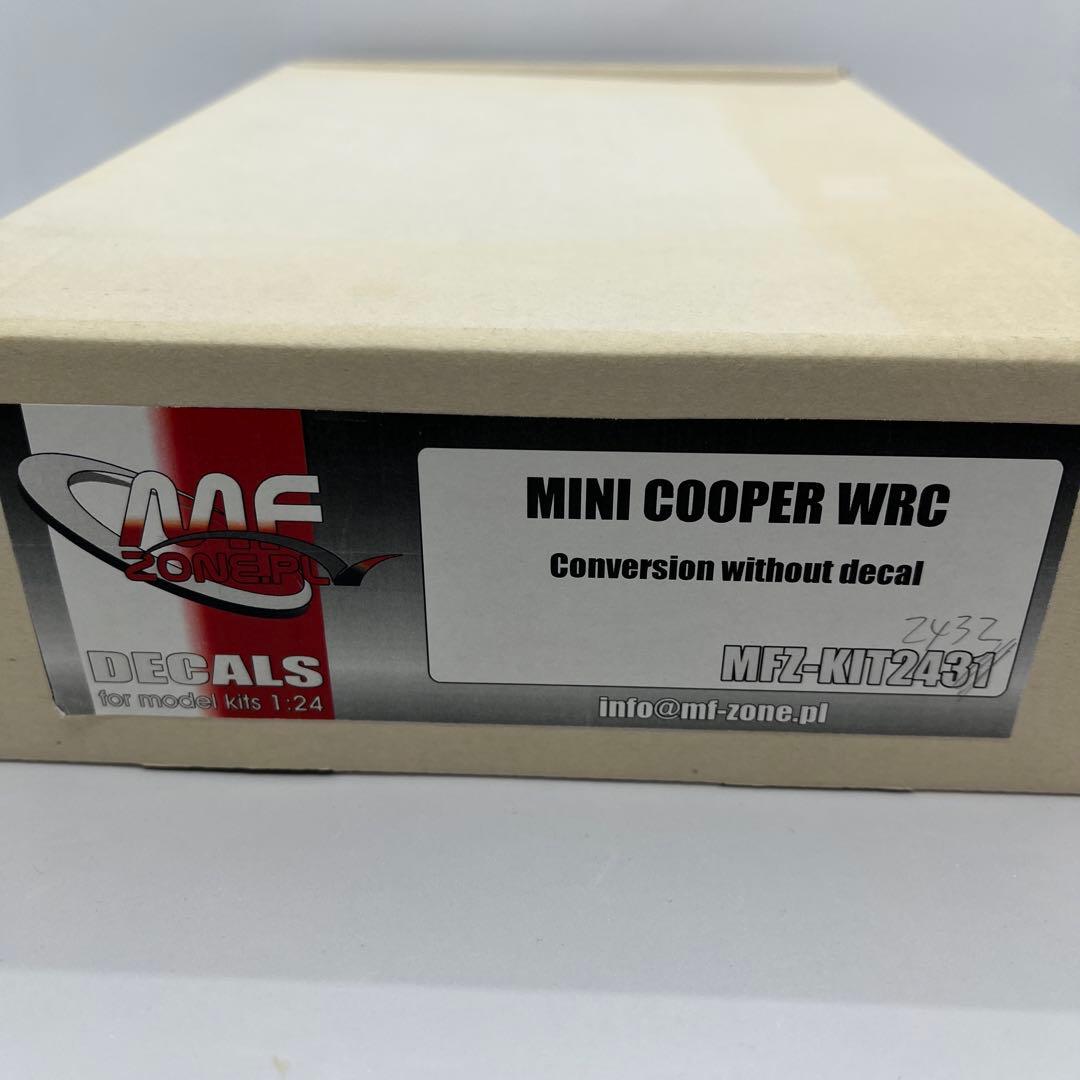 MF
ZONE.PL
DECALS
for model kits 1:24
MINI COOPER WRC
Conversion without decal
2432
MFZ-KIT2431
info@mf-zone.pl